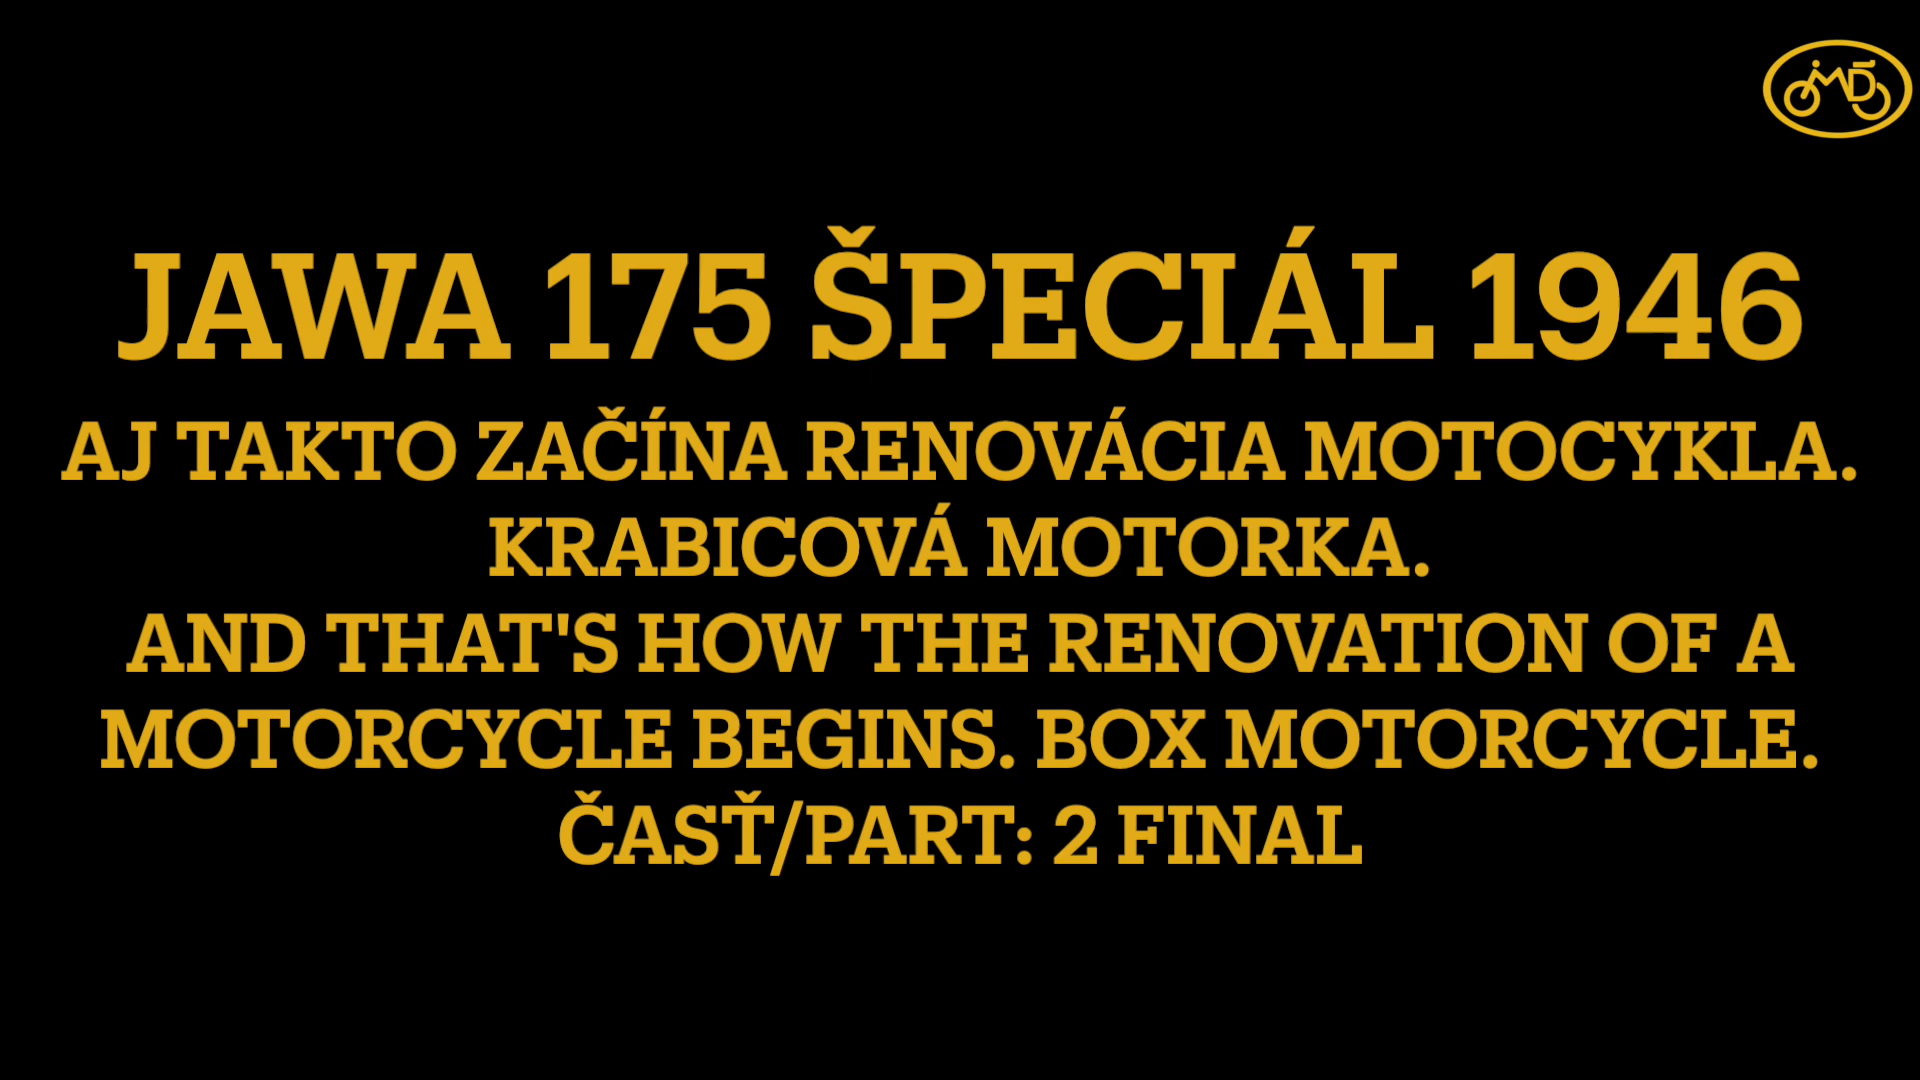 JAWA 175 ŠPECIÁL 1946
AJ TAKTO ZAČÍNA RENOVÁCIA MOTOCYKLA.
KRABICOVÁ MOTORKA.
AND THAT'S HOW THE RENOVATION OF A
MOTORCYCLE BEGINS. BOX MOTORCYCLE.
ČASŤ/PART: 2 FINAL